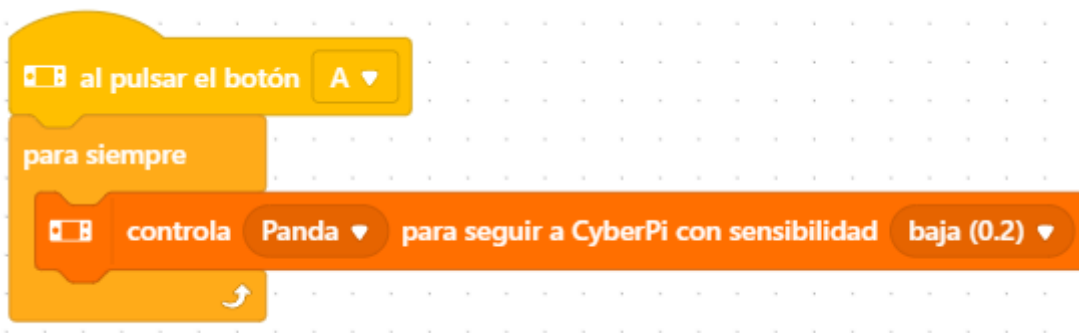 al pulsar el botón A
para siempre
controla Panda para seguir a CyberPi con sensibilidad baja (0.2)